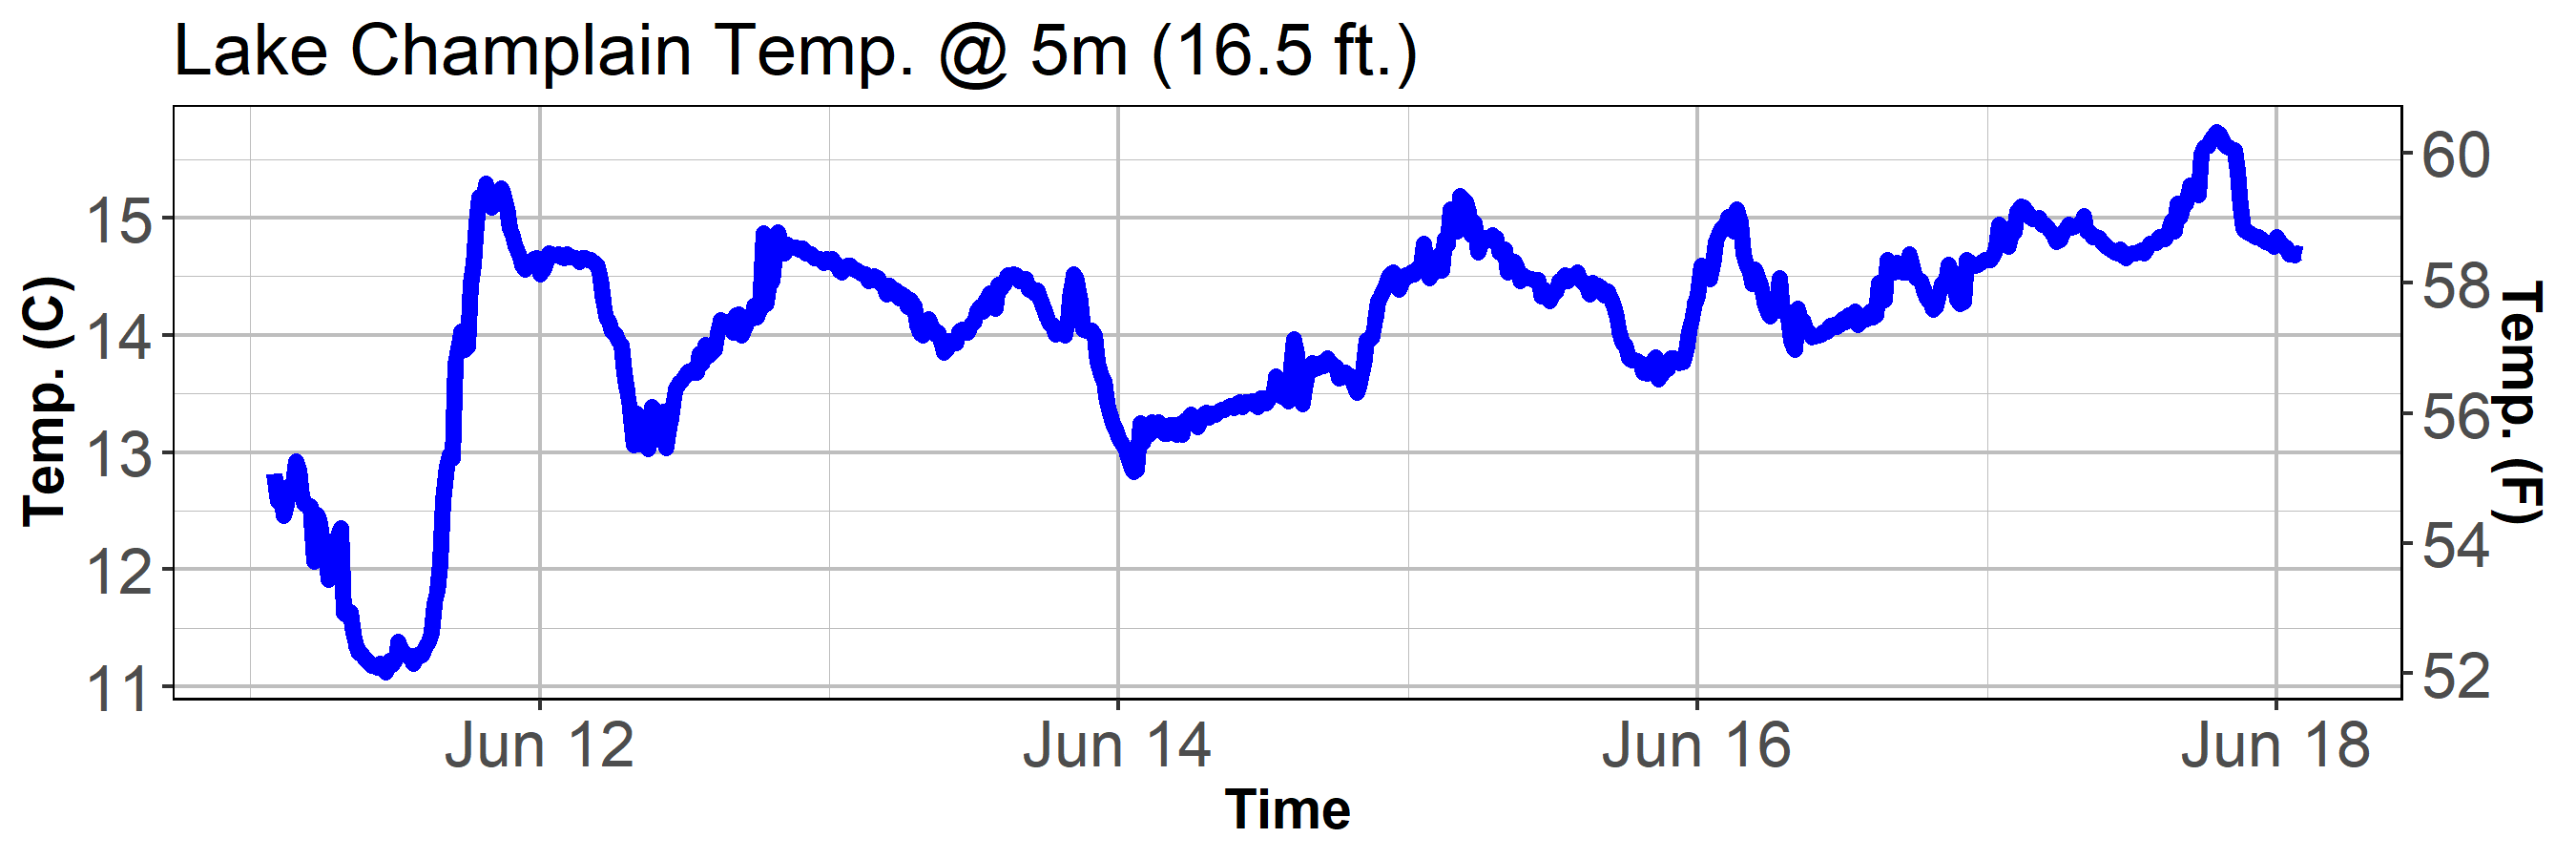 Lake Champlain Temp. @ 5m (16.5 ft.)
Temp. (C)
15
14
13
12
11
60
58
56
54
52
Temp. (F)
Jun 12
Jun 14
Jun 16
Jun 18
Time